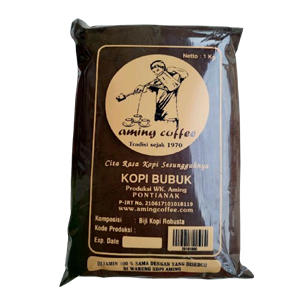 Netto : 1 Kg
aming coffee
Tradisi sejak 1970
Cita Rasa Kopi Sesungguhnya
KOPI BUBUK
Produksi WK. Aming
PONTIANAK
P-IRT No. 2106171010118119
www.amingcoffee.com
Komposisi : Biji Kopi Robusta
Kode Produksi :
Exp. Date
DIJAMIN 100 % SAMA DENGAN YANG DISEDUH
DI WARUNG KOPI AMING